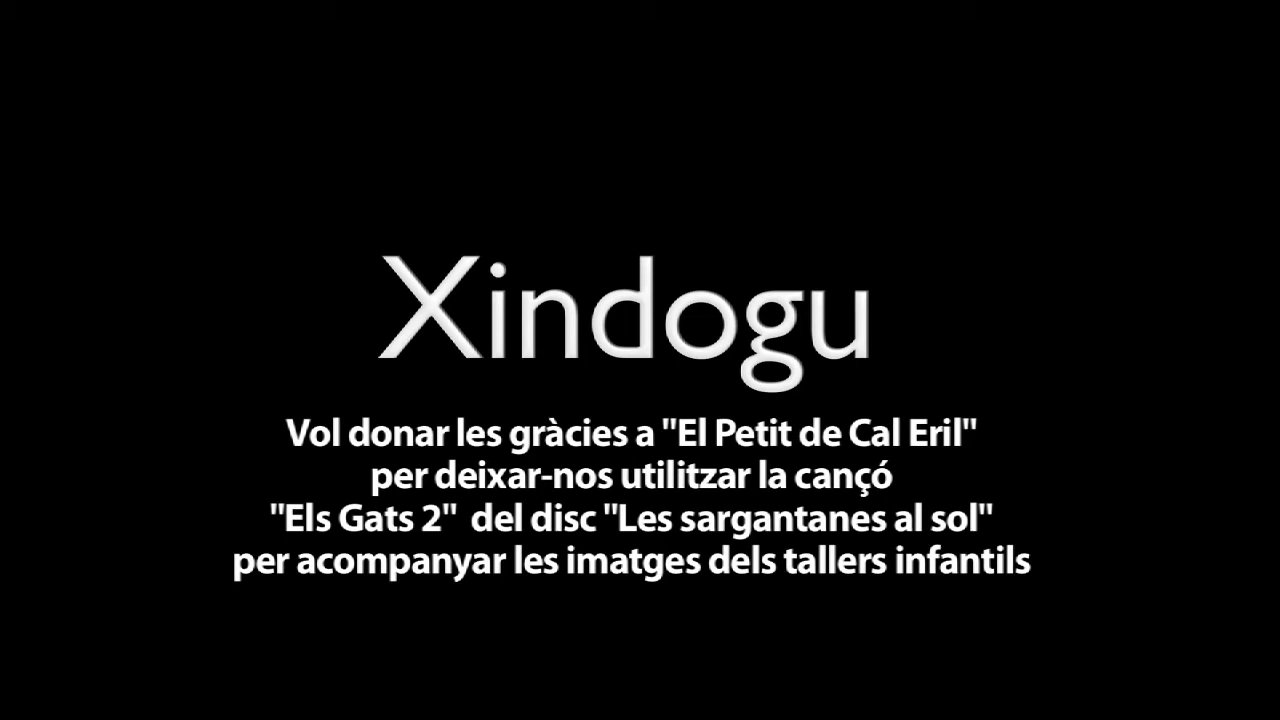 Xindogu
Vol donar les gràcies a "El Petit de Cal Eril"
per deixar-nos utilitzar la cançó
"Els Gats 2"  del disc "Les sargantanes al sol"
per acompanyar les imatges dels tallers infantils